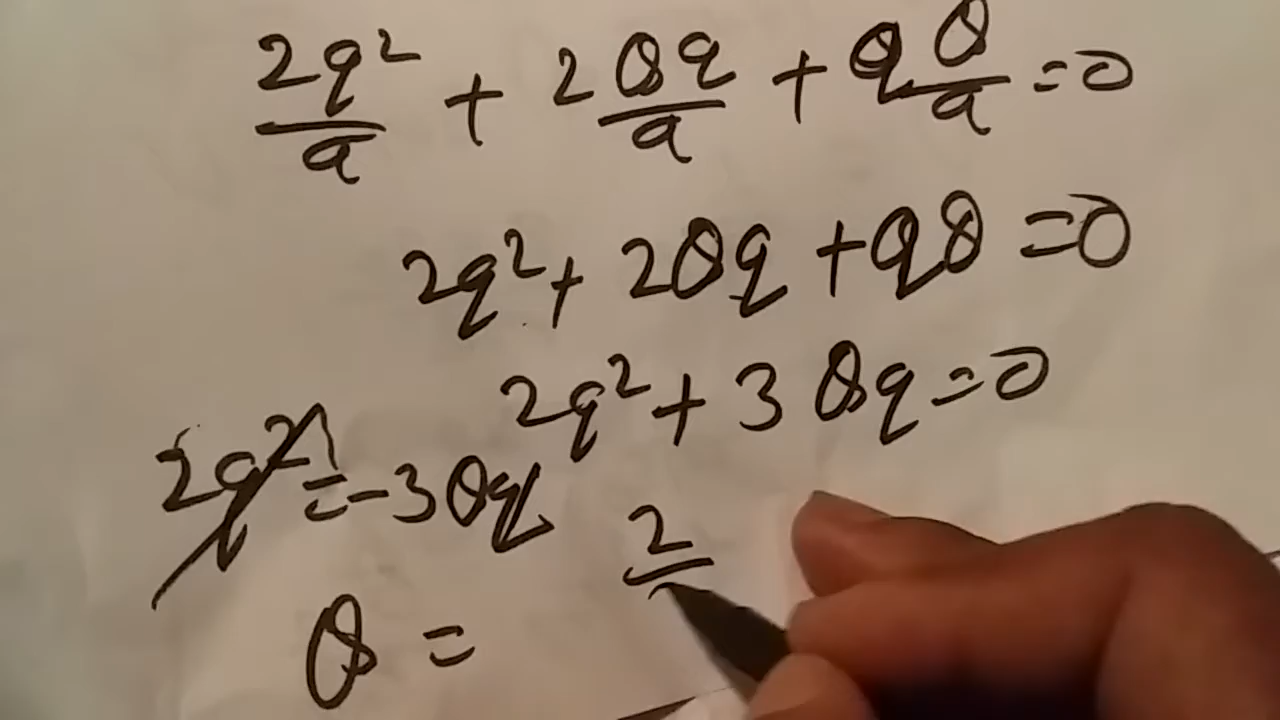 2q²/a + 2Qq/a + qQ/a = 0
2q² + 2Qq + qQ = 0
2q² + 3Qq = 0
2q² = -3Qq
Q = 2/